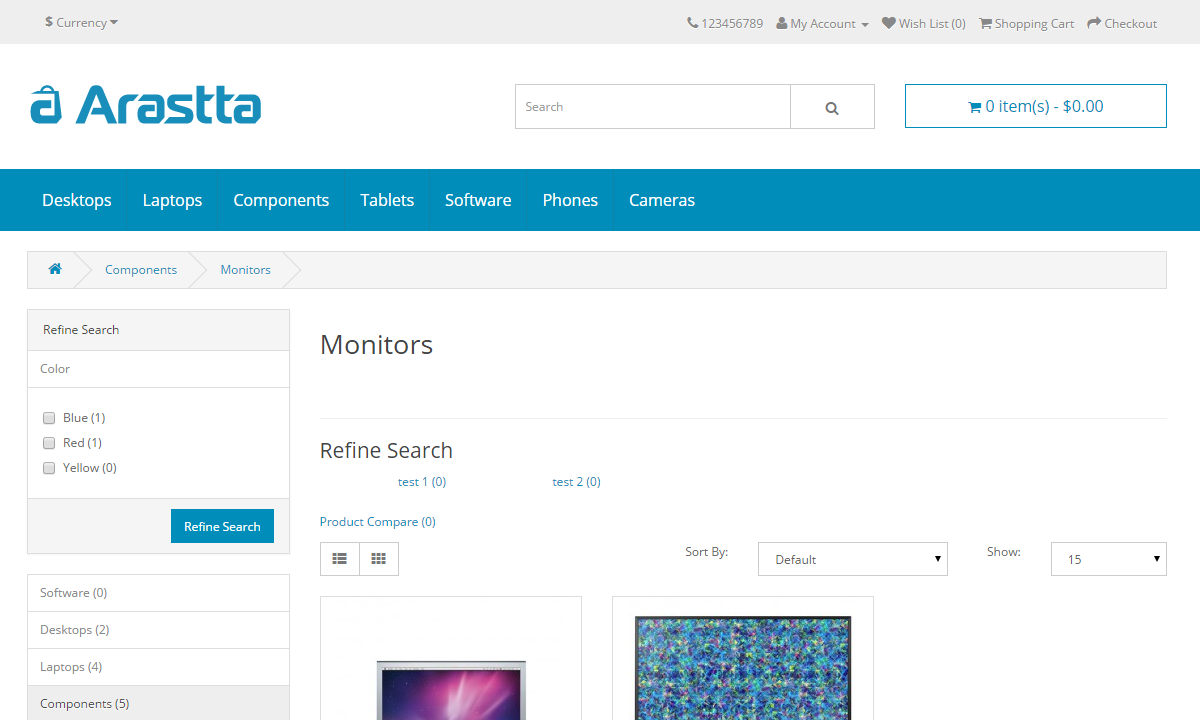 $ Currency
123456789 My Account Wish List (0) Shopping Cart Checkout
Arastta
Search
0 item(s) - $0.00
Desktops Laptops Components Tablets Software Phones Cameras
Components Monitors
Refine Search
Color
Blue (1)
Red (1)
Yellow (0)
Refine Search
Software (0)
Desktops (2)
Laptops (4)
Components (5)
Monitors
Refine Search
test 1 (0) test 2 (0)
Product Compare (0)
Sort By: Default Show: 15